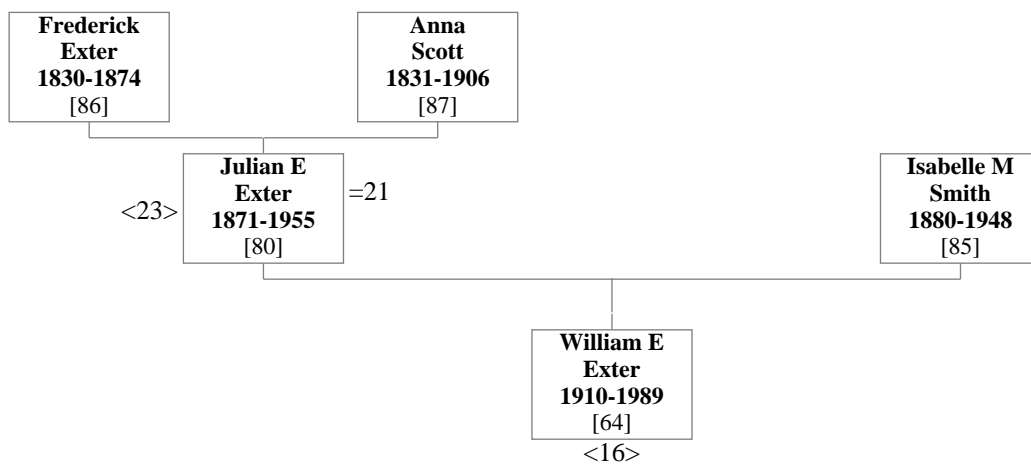 Frederick
Exter
1830-1874
[86]
Anna
Scott
1831-1906
[87]
<23>
Julian E
Exter
1871-1955
[80]
=21
Isabelle M
Smith
1880-1948
[85]
William E
Exter
1910-1989
[64]
<16>